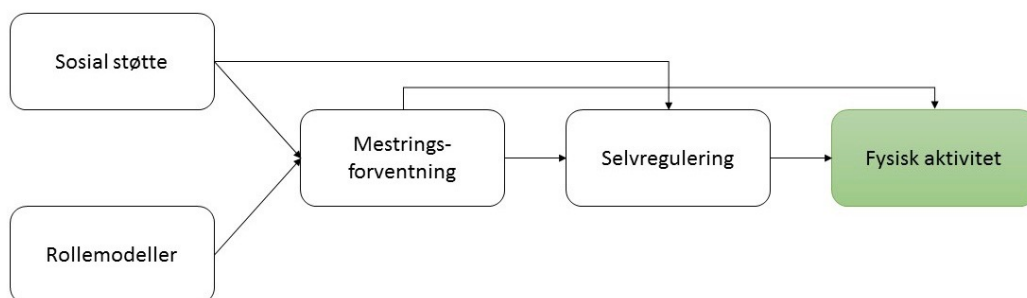 Sosial støtte
Mestrings-
forventning
Selvregulering
Fysisk aktivitet
Rollemodeller